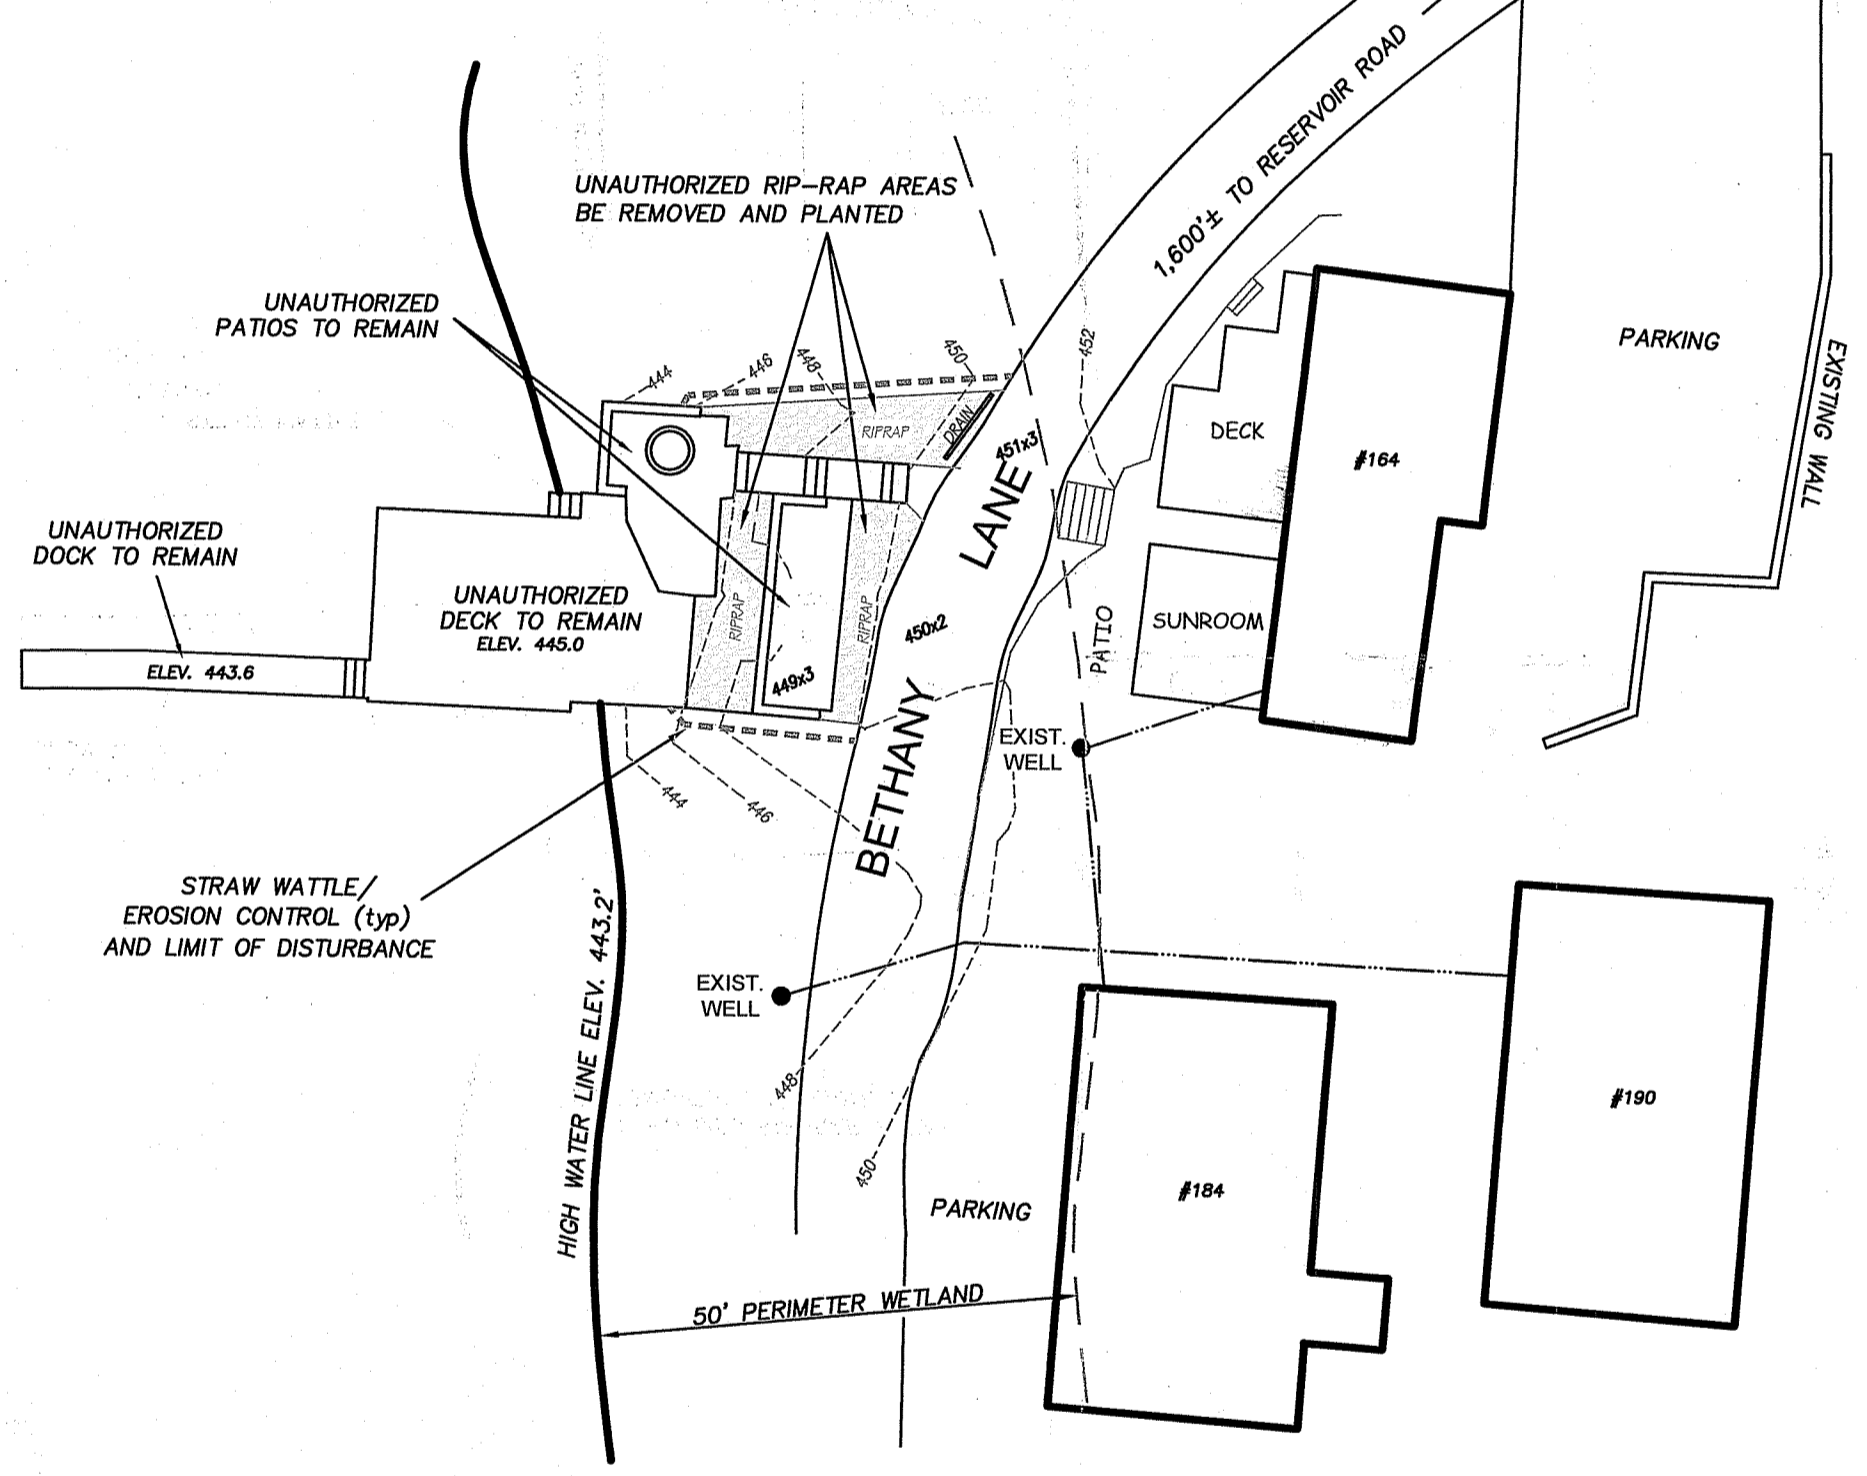 1,600'± TO RESERVOIR ROAD
UNAUTHORIZED RIP-RAP AREAS
BE REMOVED AND PLANTED
UNAUTHORIZED
PATIOS TO REMAIN
444
446
448
450
452
PARKING
EXISTING WALL
RIPRAP
DRAIN
451x3
DECK
#164
UNAUTHORIZED
DOCK TO REMAIN
ELEV. 443.6
UNAUTHORIZED
DECK TO REMAIN
ELEV. 445.0
RIPRAP
RIPRAP
449x3
450x2
BETHANY LANE
PATIO
SUNROOM
EXIST.
WELL
444
446
STRAW WATTLE/
EROSION CONTROL (typ)
AND LIMIT OF DISTURBANCE
HIGH WATER LINE ELEV. 443.2'
EXIST.
WELL
448
450
PARKING
#184
#190
50' PERIMETER WETLAND